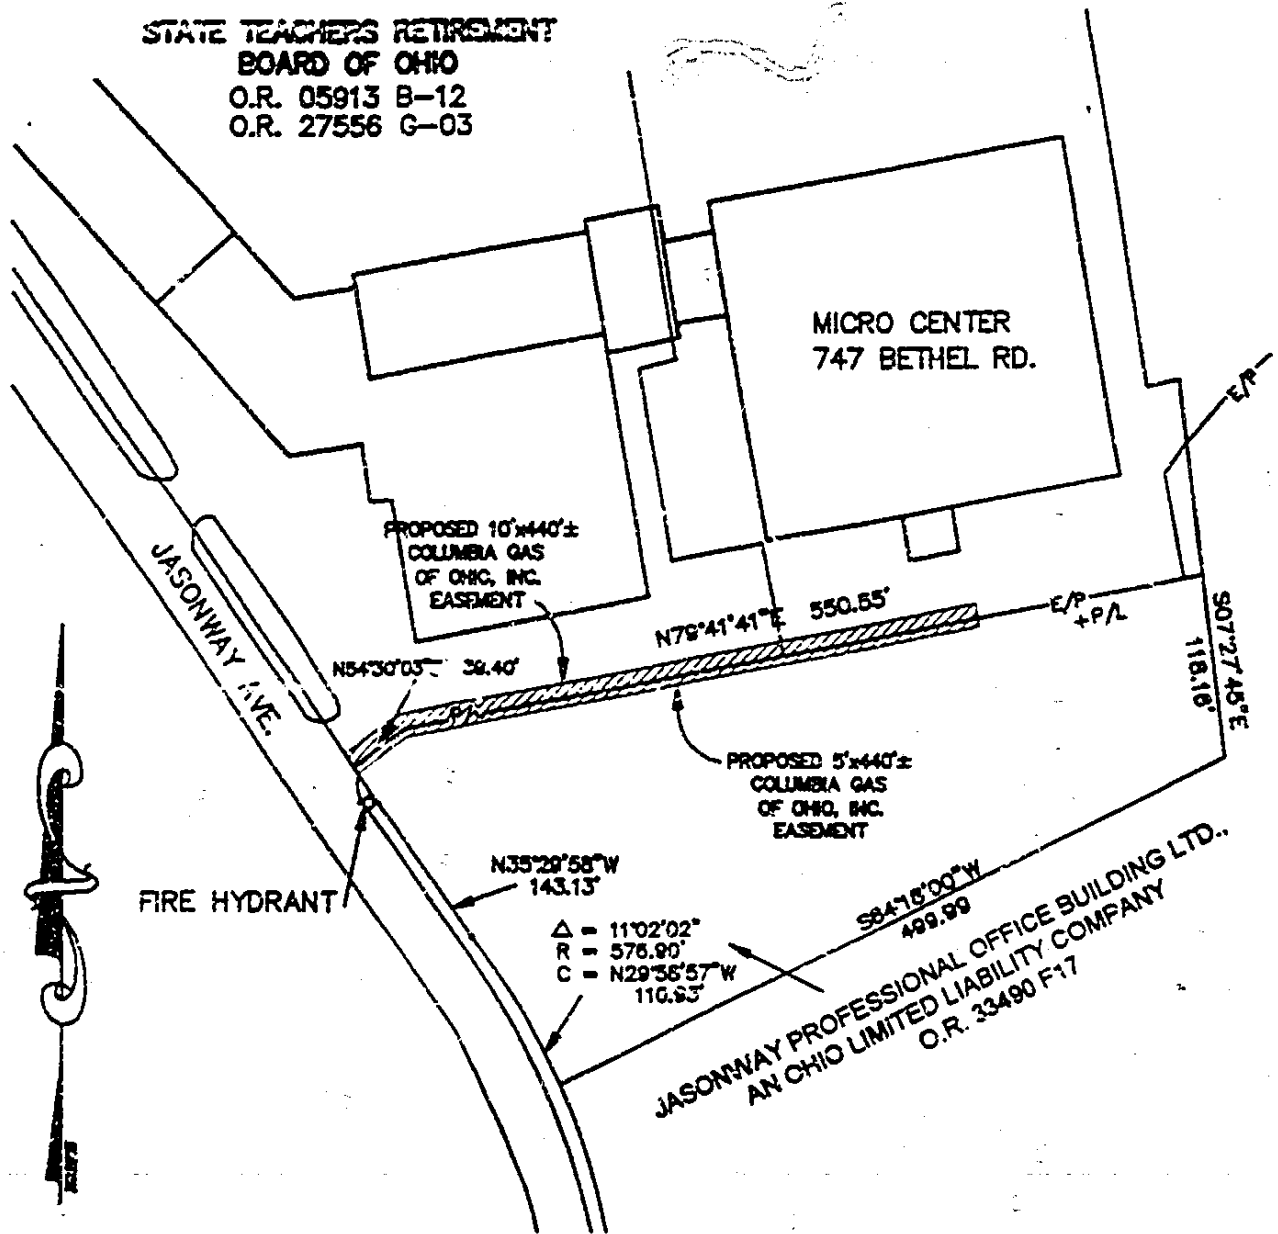 STATE TEACHERS RETIREMENT
BOARD OF OHIO
O.R. 05913 B-12
O.R. 27556 G-03
MICRO CENTER
747 BETHEL RD.
E/P
PROPOSED 10'x440'±
COLUMBIA GAS
OF OHIO, INC.
EASEMENT
JASONWAY AVE.
N79°41'41"E 550.55'
E/P
+P/L
S07°27'45"E
118.16'
N54°30'03"E 39.40'
PROPOSED 5'x440'±
COLUMBIA GAS
OF OHIO, INC.
EASEMENT
FIRE HYDRANT
N35°29'58"W
143.13'
Δ = 11°02'02"
R = 576.90'
C = N29°58'57"W
110.93'
S64°18'00"W
499.99
JASONWAY PROFESSIONAL OFFICE BUILDING LTD.,
AN OHIO LIMITED LIABILITY COMPANY
O.R. 33490 F17